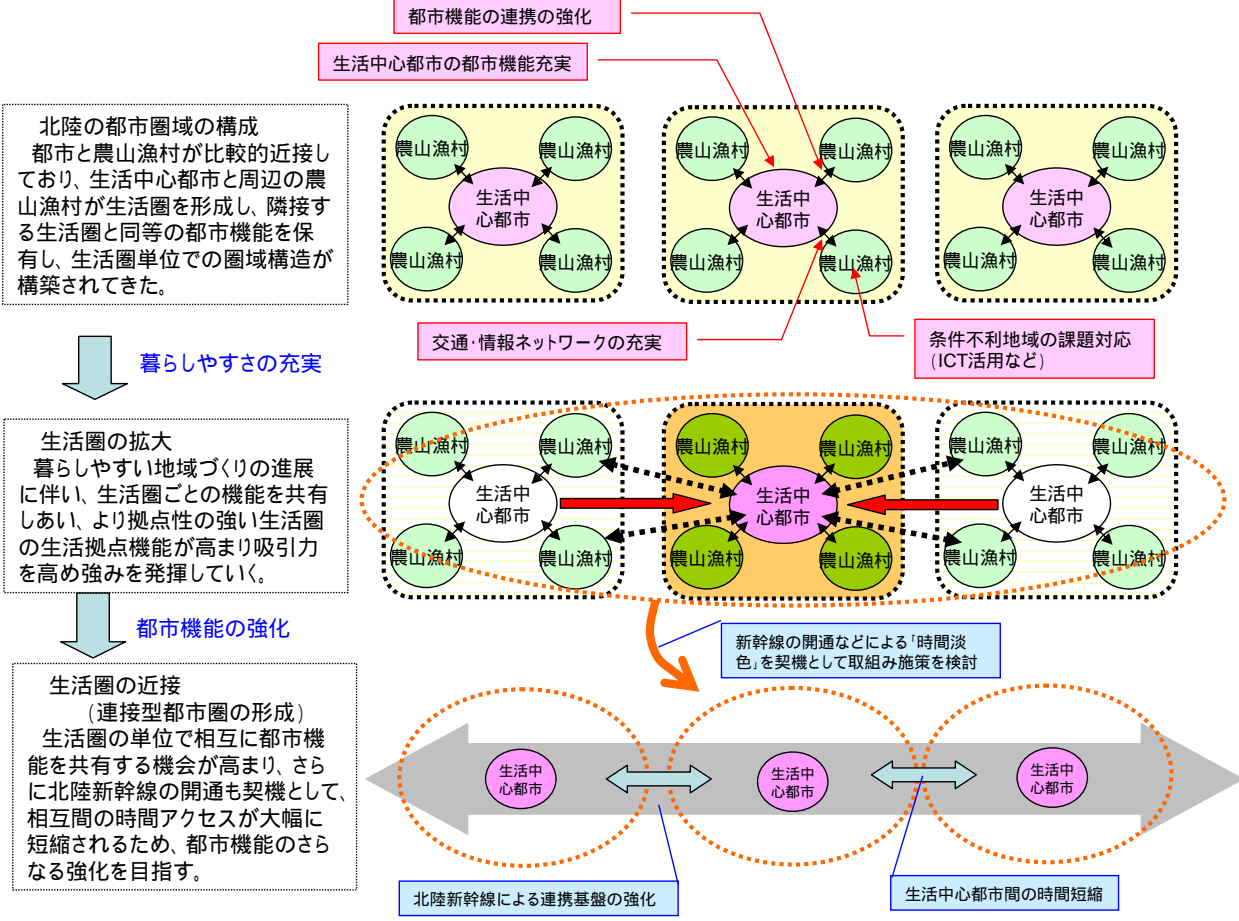 都市機能の連携の強化
生活中心都市の都市機能充実
北陸の都市圏域の構成
都市と農山漁村が比較的近接し
ており、生活中心都市と周辺の農
山漁村が生活圏を形成し、隣接す
る生活圏と同等の都市機能を保
有し、生活圏単位での圏域構造が
構築されてきた。
農山漁村
農山漁村
生活中
心都市
農山漁村
農山漁村
農山漁村
農山漁村
生活中
心都市
農山漁村
農山漁村
農山漁村
農山漁村
生活中
心都市
農山漁村
農山漁村
交通・情報ネットワークの充実
条件不利地域の課題対応
(ICT活用など)
暮らしやすさの充実
生活圏の拡大
暮らしやすい地域づくりの進展
に伴い、生活圏ごとの機能を共有
しあい、より拠点性の強い生活圏
の生活拠点機能が高まり吸引力
を高め強みを発揮していく。
農山漁村
農山漁村
生活中
心都市
農山漁村
農山漁村
農山漁村
農山漁村
生活中
心都市
農山漁村
農山漁村
農山漁村
農山漁村
生活中
心都市
農山漁村
農山漁村
都市機能の強化
新幹線の開通などによる「時間淡
色」を契機として取組み施策を検討
生活圏の近接
(連接型都市圏の形成)
生活圏の単位で相互に都市機
能を共有する機会が高まり、さら
に北陸新幹線の開通も契機として、
相互間の時間アクセスが大幅に
短縮されるため、都市機能のさら
なる強化を目指す。
生活中
心都市
生活中
心都市
生活中
心都市
北陸新幹線による連携基盤の強化
生活中心都市間の時間短縮